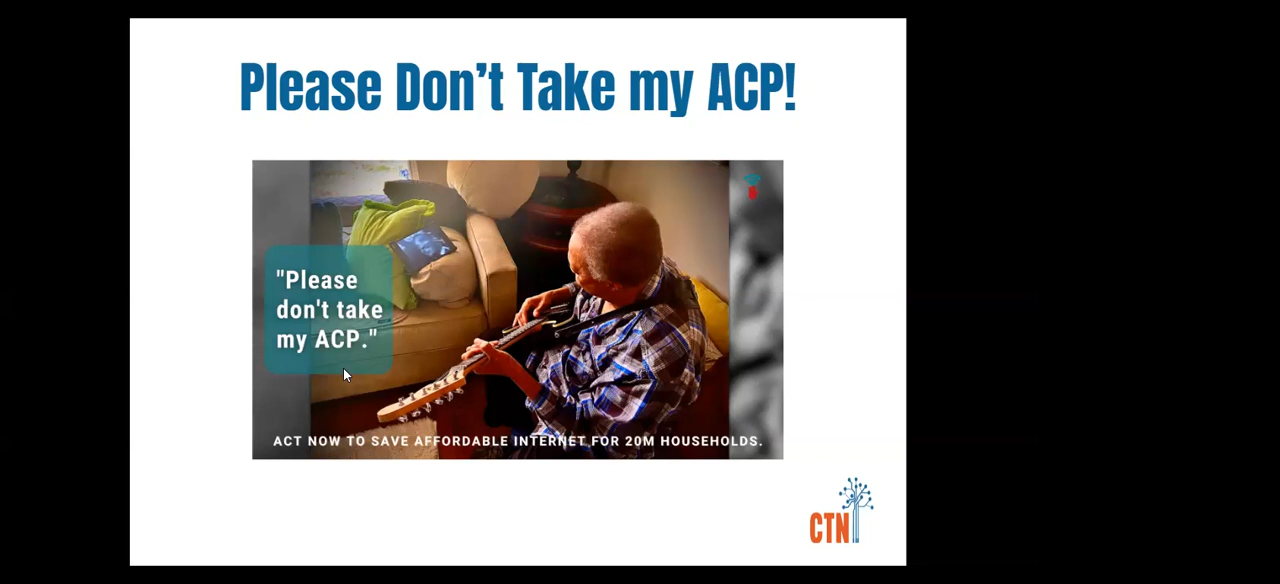 Please Don’t Take my ACP!
"Please
don't take
my ACP."
ACT NOW TO SAVE AFFORDABLE INTERNET FOR 20M HOUSEHOLDS.
CTN